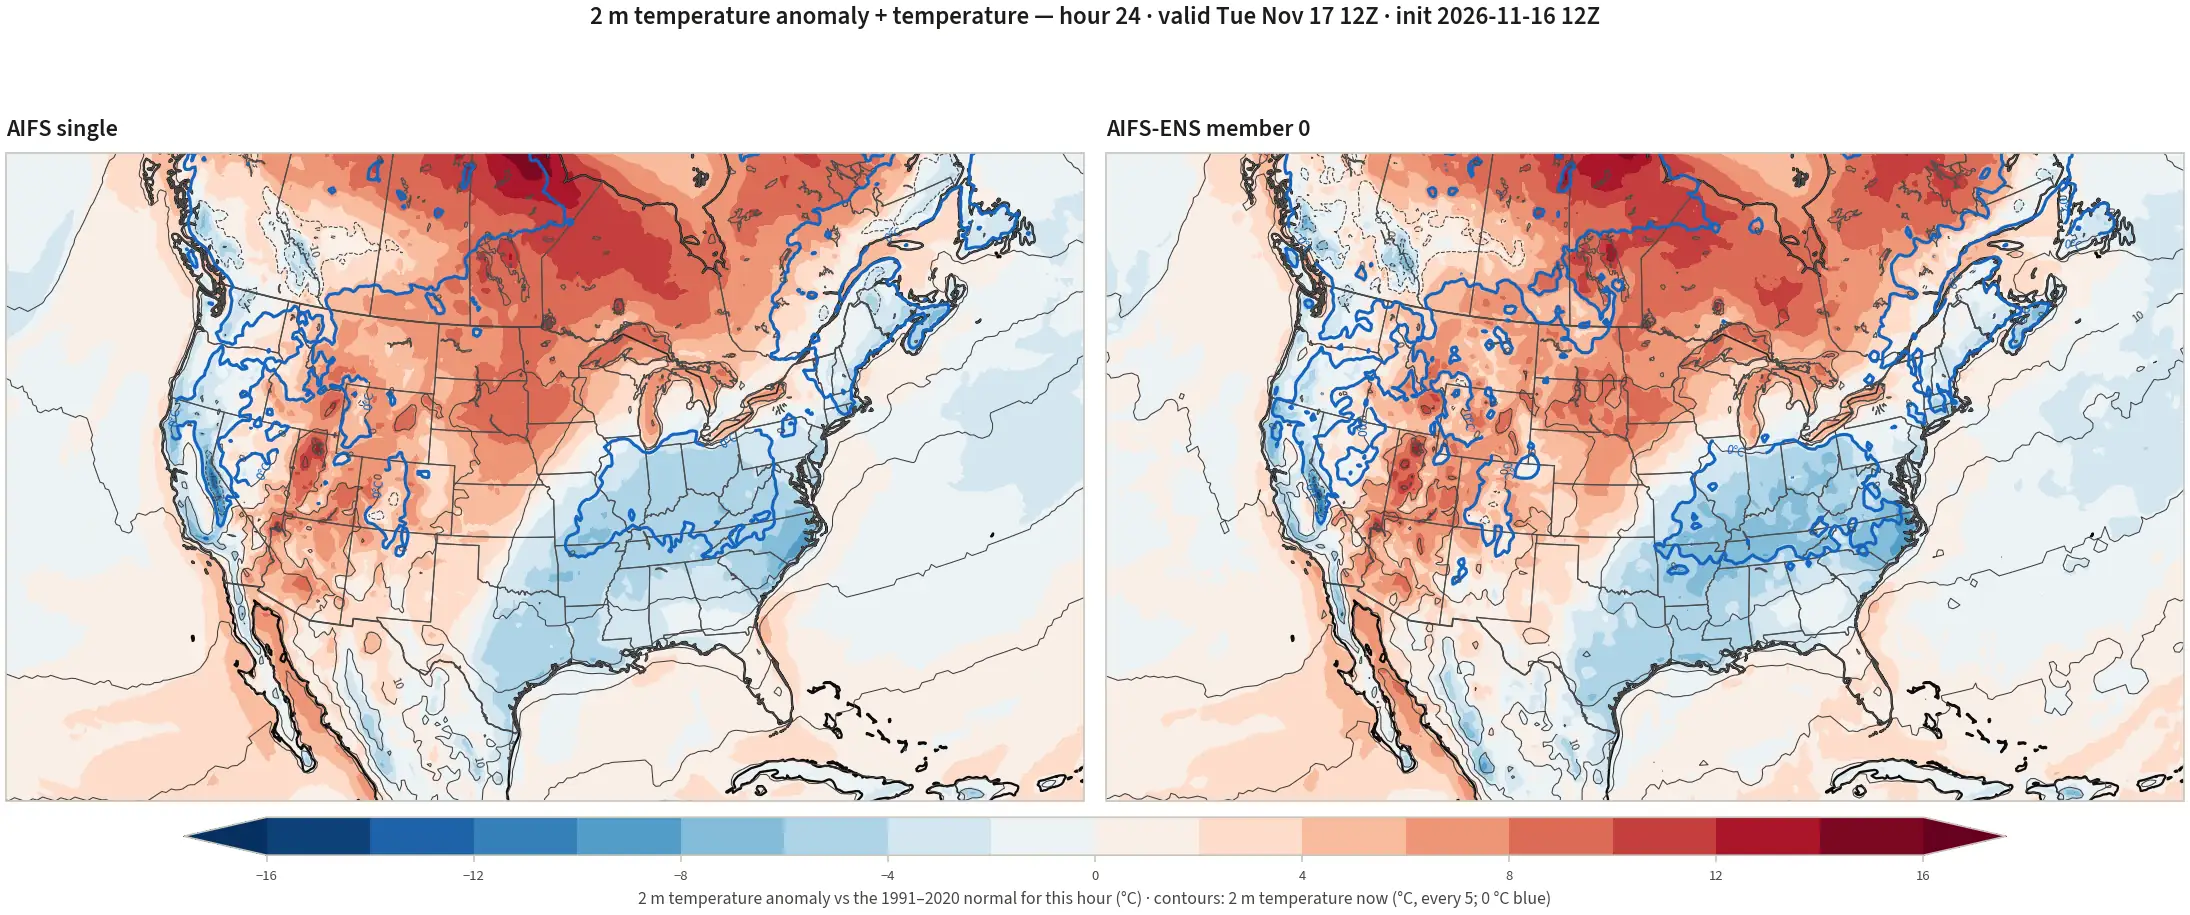 2 m temperature anomaly + temperature — hour 24 · valid Tue Nov 17 12Z · init 2026-11-16 12Z
AIFS single
AIFS-ENS member 0
−16 −12 −8 −4 0 4 8 12 16
2 m temperature anomaly vs the 1991–2020 normal for this hour (°C) · contours: 2 m temperature now (°C, every 5; 0 °C blue)